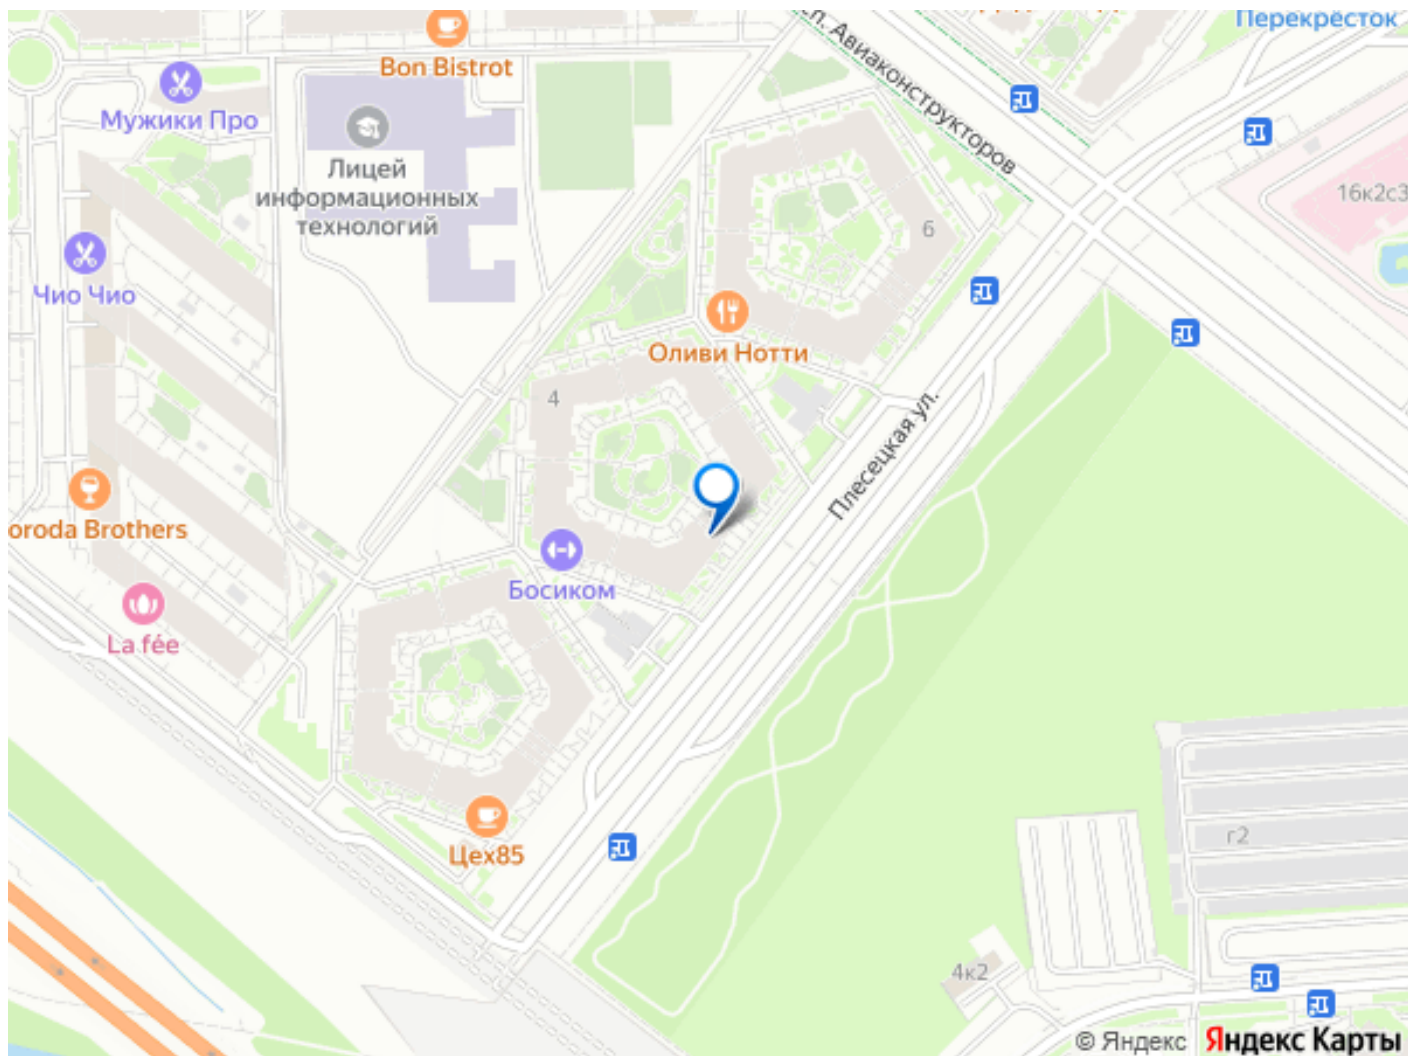 Перекрёсток
сп. Авиаконструкторов
Bon Bistrot
Мужики Про
Лицей
информационных
технологий
16к2с3
6
Чио Чио
Оливи Нотти
4
Плесецкая ул.
oroda Brothers
Босиком
La fée
Цех85
г2
4к2
© Яндекс Яндекс Карты